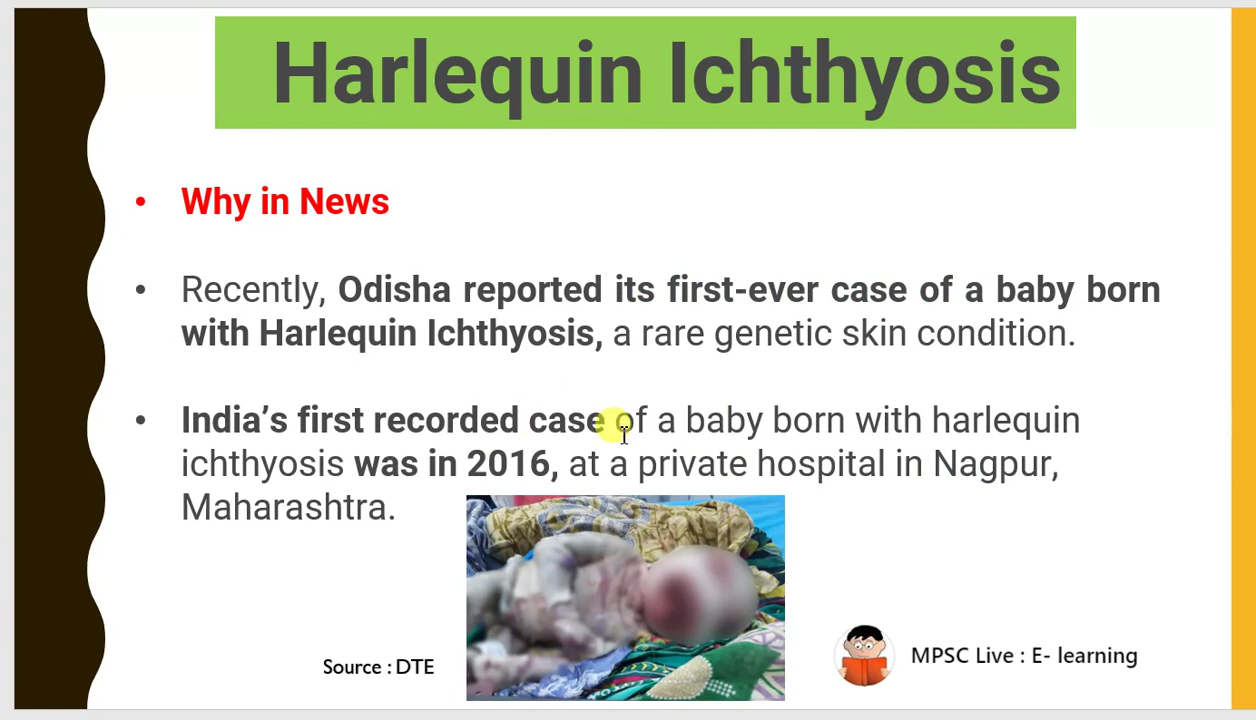 Harlequin Ichthyosis
• Why in News
• Recently, Odisha reported its first-ever case of a baby born
with Harlequin Ichthyosis, a rare genetic skin condition.
• India’s first recorded case of a baby born with harlequin
ichthyosis was in 2016, at a private hospital in Nagpur,
Maharashtra.
Source : DTE
MPSC Live : E- learning